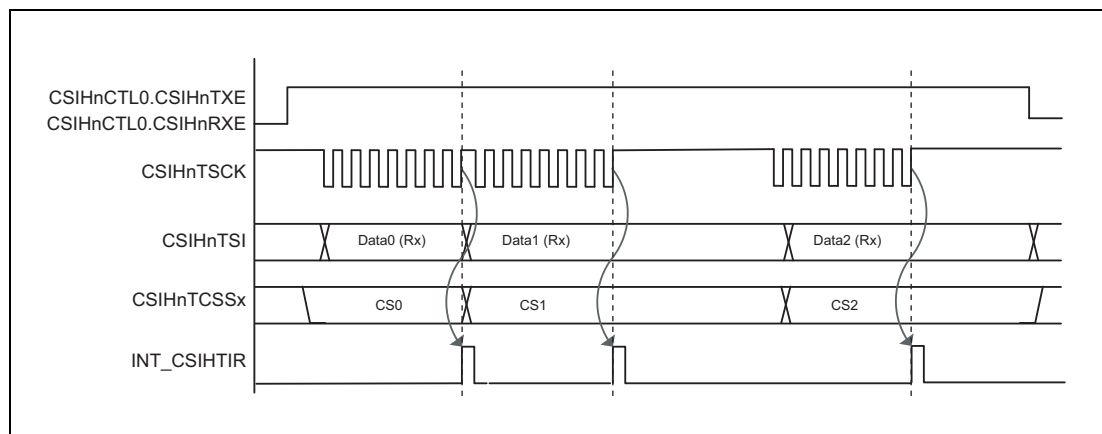 CSIHnCTL0.CSIHnTXE
CSIHnCTL0.CSIHnRXE
CSIHnTSCK
CSIHnTSI
Data0 (Rx)
Data1 (Rx)
Data2 (Rx)
CSIHnTCSSx
CS0
CS1
CS2
INT_CSIHTIR